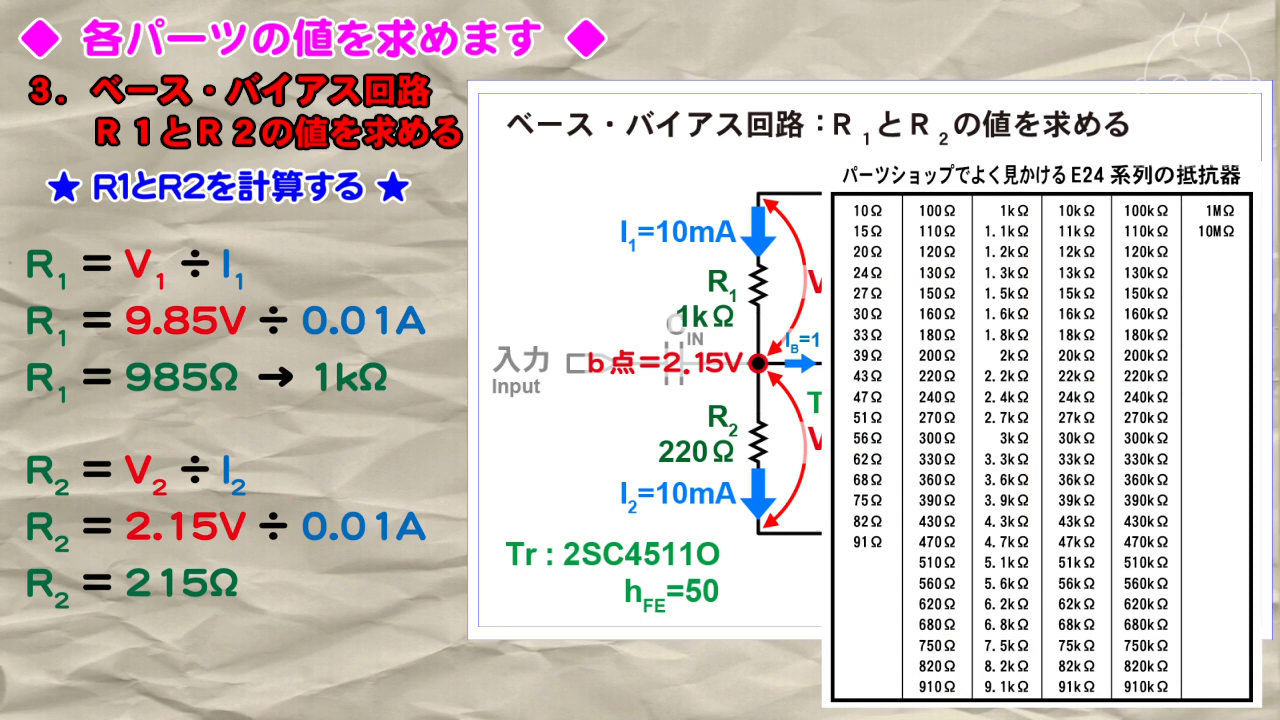 ◆ 各パーツの値を求めます ◆
3．ベース・バイアス回路
R1とR2の値を求める
★ R1とR2を計算する ★
R1 = V1 ÷ I1
R1 = 9.85V ÷ 0.01A
R1 = 985Ω → 1kΩ
R2 = V2 ÷ I2
R2 = 2.15V ÷ 0.01A
R2 = 215Ω
ベース・バイアス回路：R1とR2の値を求める
I1=10mA
R1
1kΩ
CIN
入力
Input
b点＝2.15V
IB=1
R2
220Ω
I2=10mA
V
T
V
Tr : 2SC4511O
hFE=50
パーツショップでよく見かけるE24系列の抵抗器
10Ω 100Ω 1kΩ 10kΩ 100kΩ 1MΩ
15Ω 110Ω 1.1kΩ 11kΩ 110kΩ 10MΩ
20Ω 120Ω 1.2kΩ 12kΩ 120kΩ
24Ω 130Ω 1.3kΩ 13kΩ 130kΩ
27Ω 150Ω 1.5kΩ 15kΩ 150kΩ
30Ω 160Ω 1.6kΩ 16kΩ 160kΩ
33Ω 180Ω 1.8kΩ 18kΩ 180kΩ
39Ω 200Ω 2kΩ 20kΩ 200kΩ
43Ω 220Ω 2.2kΩ 22kΩ 220kΩ
47Ω 240Ω 2.4kΩ 24kΩ 240kΩ
51Ω 270Ω 2.7kΩ 27kΩ 270kΩ
56Ω 300Ω 3kΩ 30kΩ 300kΩ
62Ω 330Ω 3.3kΩ 33kΩ 330kΩ
68Ω 360Ω 3.6kΩ 36kΩ 360kΩ
75Ω 390Ω 3.9kΩ 39kΩ 390kΩ
82Ω 430Ω 4.3kΩ 43kΩ 430kΩ
91Ω 470Ω 4.7kΩ 47kΩ 470kΩ
510Ω 5.1kΩ 51kΩ 510kΩ
560Ω 5.6kΩ 56kΩ 560kΩ
620Ω 6.2kΩ 62kΩ 620kΩ
680Ω 6.8kΩ 68kΩ 680kΩ
750Ω 7.5kΩ 75kΩ 750kΩ
820Ω 8.2kΩ 82kΩ 820kΩ
910Ω 9.1kΩ 91kΩ 910kΩ